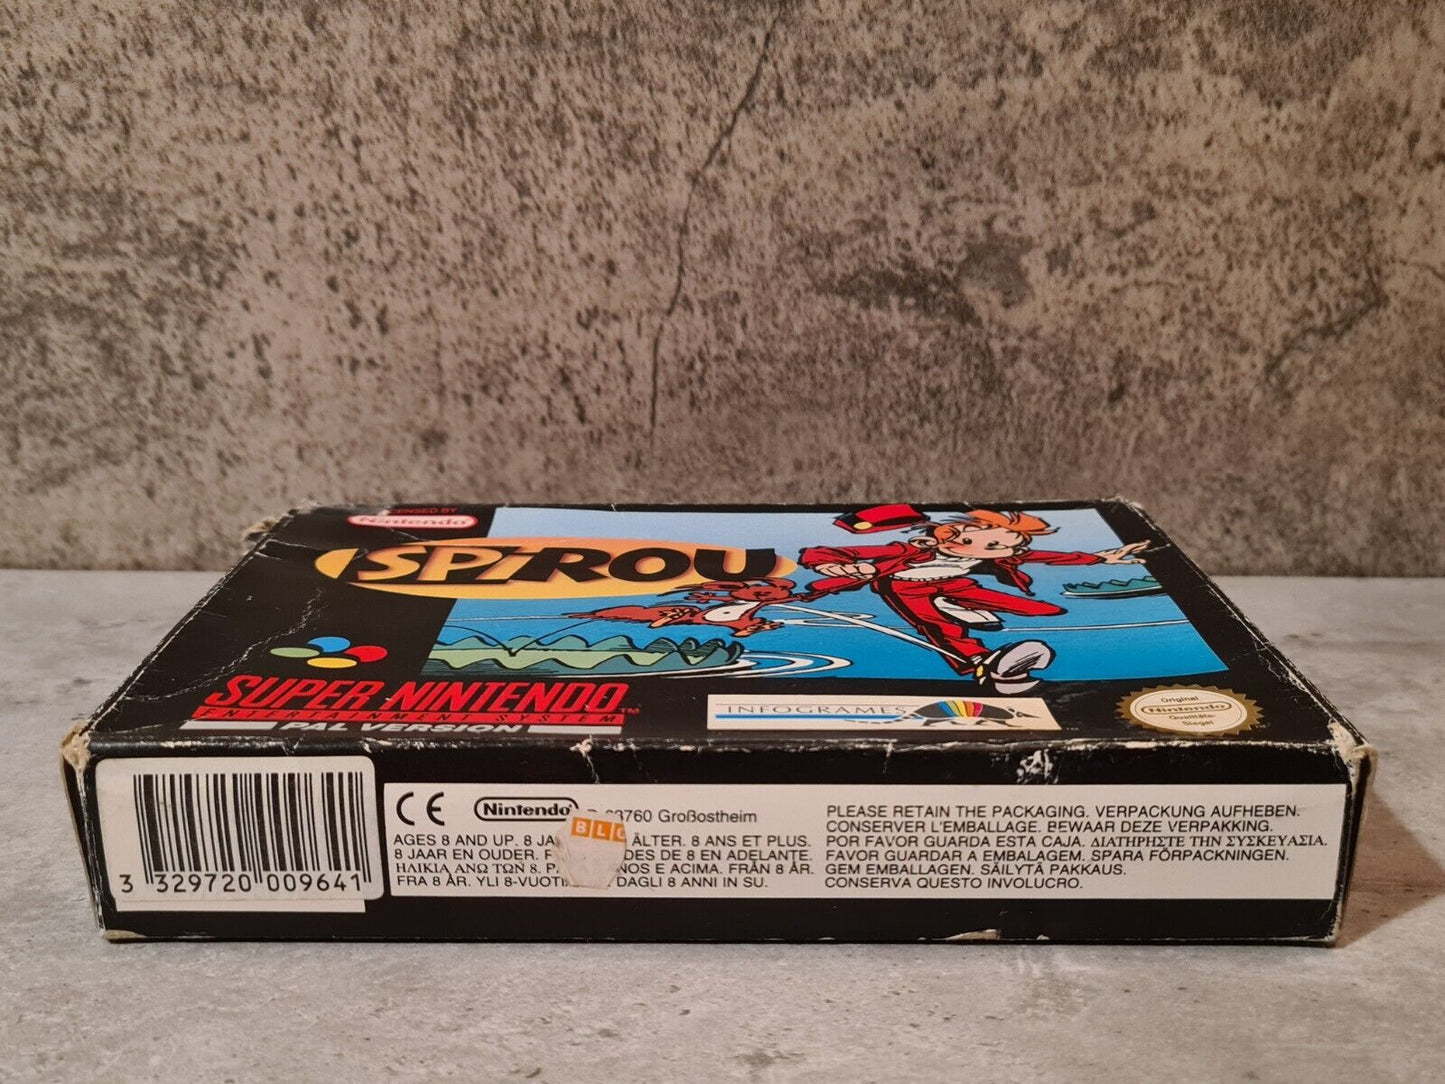 LICENSED BY
Nintendo
SPIROU
SUPER NINTENDO™
ENTERTAINMENT SYSTEM
PAL VERSION
INFOGRAMES
Original
Nintendo
Qualitäts-
Siegel
3 329720 009641
CE Nintendo Großostheim
AGES 8 AND UP. 8 ÄLTER. 8 ANS ET PLUS.
8 JAAR EN OUDER. DE 8 EN ADELANTE.
ΗΛΙΚΙΑ ΑΝΩ ΤΩΝ 8. E ACIMA. FRÅN 8 ÅR.
FRA 8 ÅR. YLI DAGLI 8 ANNI IN SU.
BLO
PLEASE RETAIN THE PACKAGING. VERPACKUNG AUFHEBEN.
CONSERVER L'EMBALLAGE. BEWAAR DEZE VERPAKKING.
POR FAVOR GUARDA ESTA CAJA. ΔΙΑΤΗΡΗΣΤΕ ΤΗΝ ΣΥΣΚΕΥΑΣΙΑ.
FAVOR GUARDAR A EMBALAGEM. SPARA FÖRPACKNINGEN.
GEM EMBALLAGEN. SÄILYTÄ PAKKAUS.
CONSERVA QUESTO INVOLUCRO.